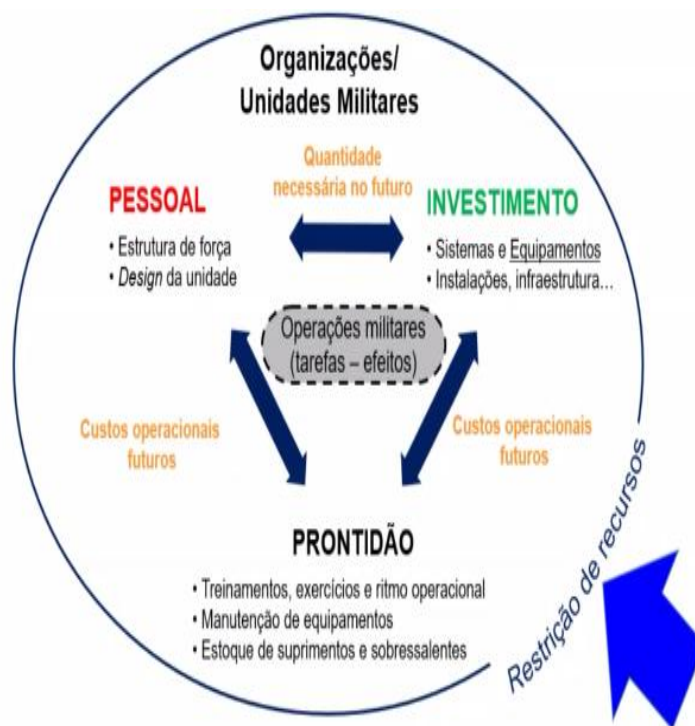 Organizações/
Unidades Militares
Quantidade
necessária no futuro
PESSOAL
• Estrutura de força
• Design da unidade
INVESTIMENTO
• Sistemas e Equipamentos
• Instalações, infraestrutura...
Operações militares
(tarefas – efeitos)
Custos operacionais
futuros
Custos operacionais
futuros
PRONTIDÃO
• Treinamentos, exercícios e ritmo operacional
• Manutenção de equipamentos
• Estoque de suprimentos e sobressalentes
Restrição de recursos